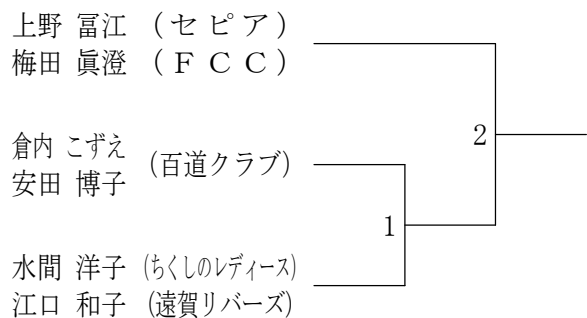 上野 冨江 (セピア)
梅田 眞澄 (FCC)
2
倉内 こずえ
(百道クラブ)
安田 博子
1
水間 洋子 (ちくしのレディース)
江口 和子 (遠賀リバーズ)